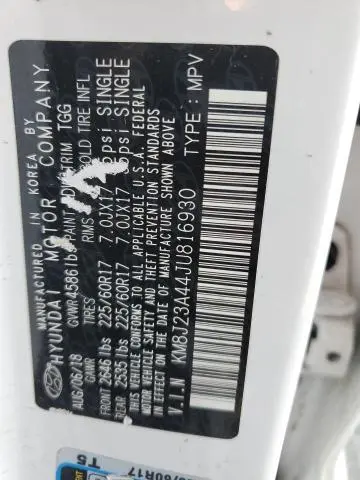 MANUFACTURED IN KOREA BY
HYUNDAI MOTOR COMPANY
AUG/06/18 GVWR 4586 lbs PAINT TRIM TGG
GAWR TIRES RIMS COLD TIRE INFL
FRONT 2646 lbs 225/60R17 7.0JX17 psi SINGLE
REAR 2535 lbs 225/60R17 7.0JX17 psi SINGLE
THIS VEHICLE CONFORMS TO ALL APPLICABLE U.S.A. FEDERAL
MOTOR VEHICLE SAFETY, BUMPER, AND THEFT PREVENTION STANDARDS
IN EFFECT ON THE DATE OF MANUFACTURE SHOWN ABOVE.
V.I.N KM8J23A44JU816930 TYPE : MPV
/60R17
T5